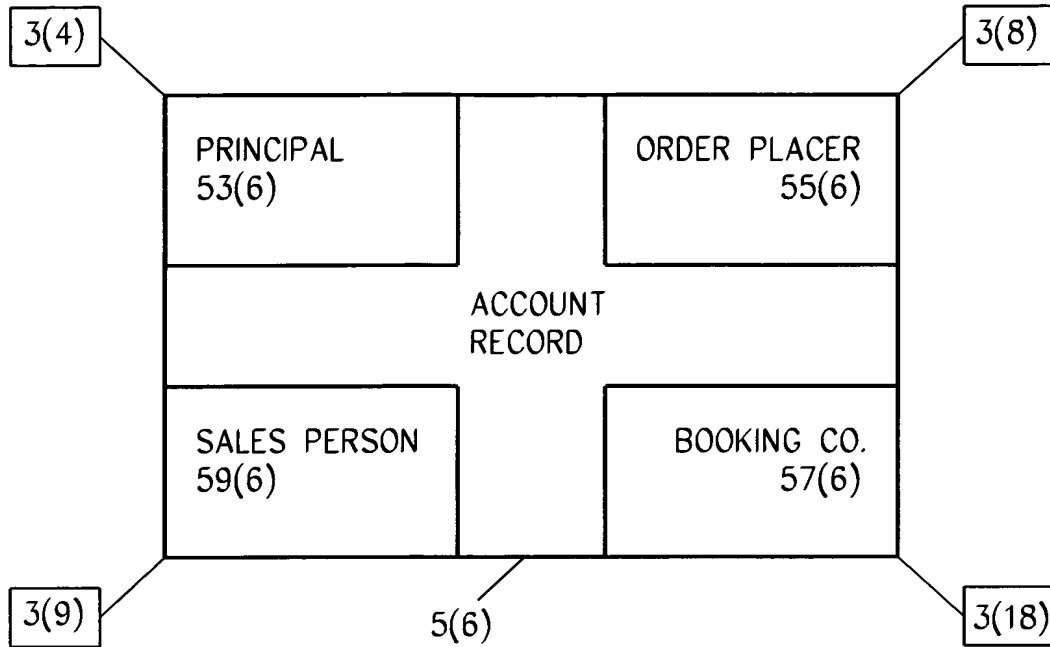 3(4)
3(8)
PRINCIPAL
53(6)
ORDER PLACER
55(6)
ACCOUNT
RECORD
SALES PERSON
59(6)
BOOKING CO.
57(6)
3(9)
5(6)
3(18)